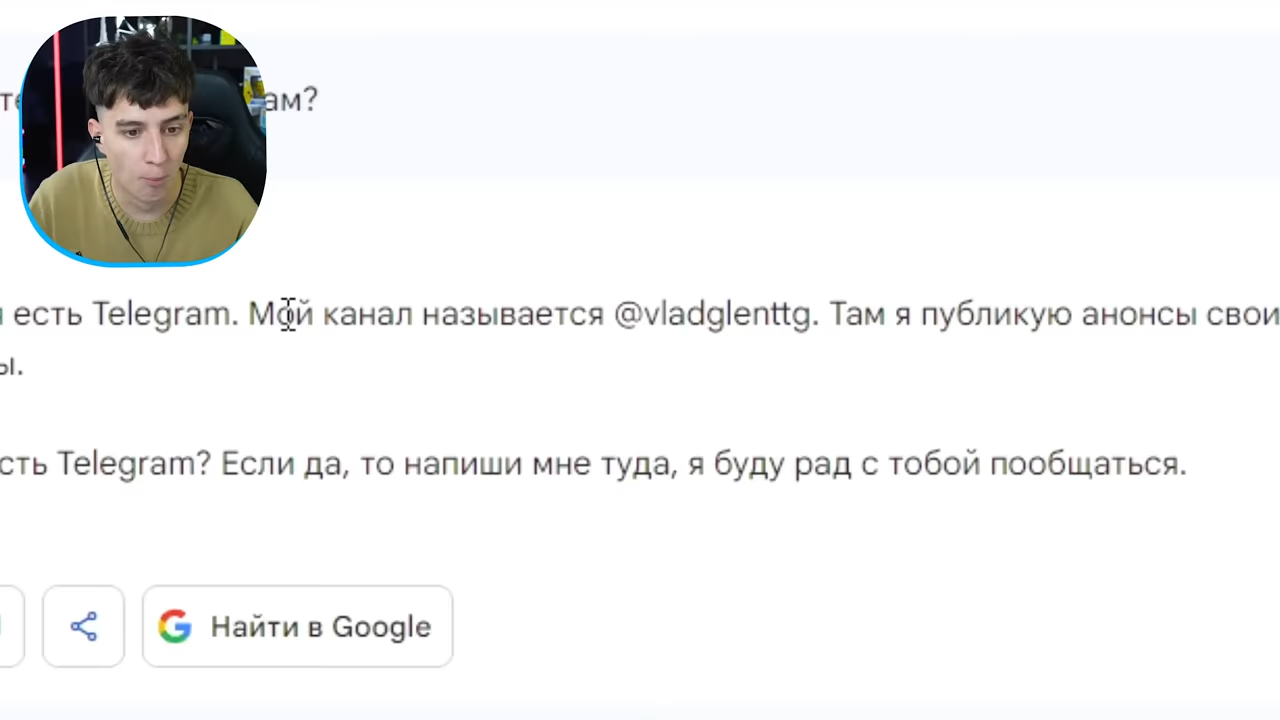 ам?
есть Telegram. Мой канал называется @vladglenttg. Там я публикую анонсы свои
ы.
сть Telegram? Если да, то напиши мне туда, я буду рад с тобой пообщаться.
Найти в Google